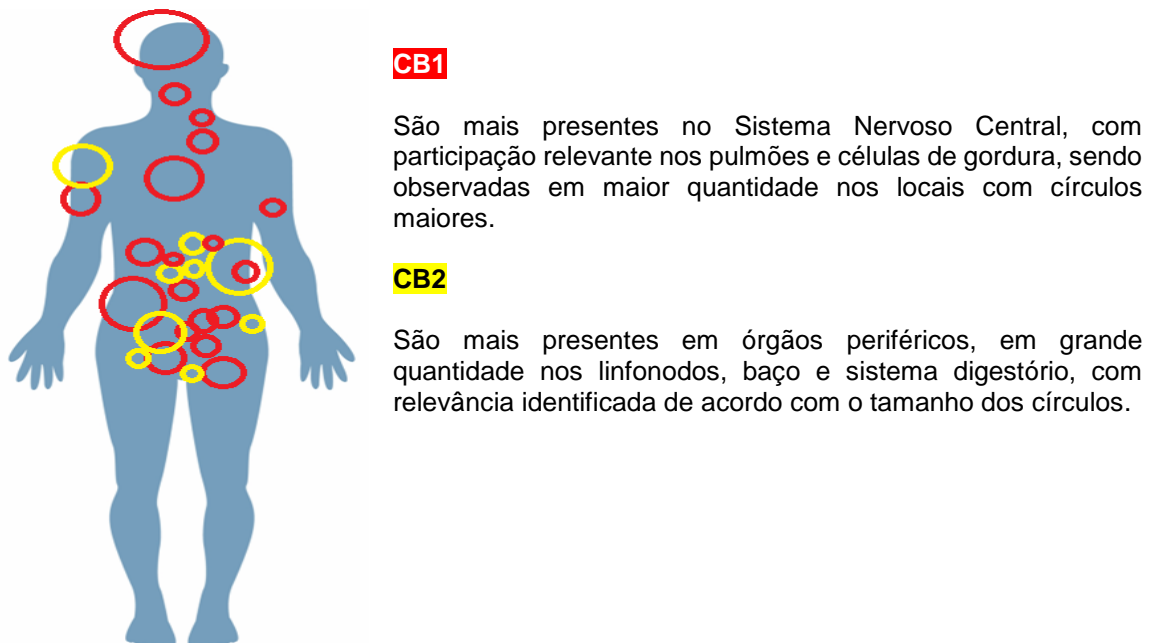 CB1
São mais presentes no Sistema Nervoso Central, com
participação relevante nos pulmões e células de gordura, sendo
observadas em maior quantidade nos locais com círculos
maiores.
CB2
São mais presentes em órgãos periféricos, em grande
quantidade nos linfonodos, baço e sistema digestório, com
relevância identificada de acordo com o tamanho dos círculos.